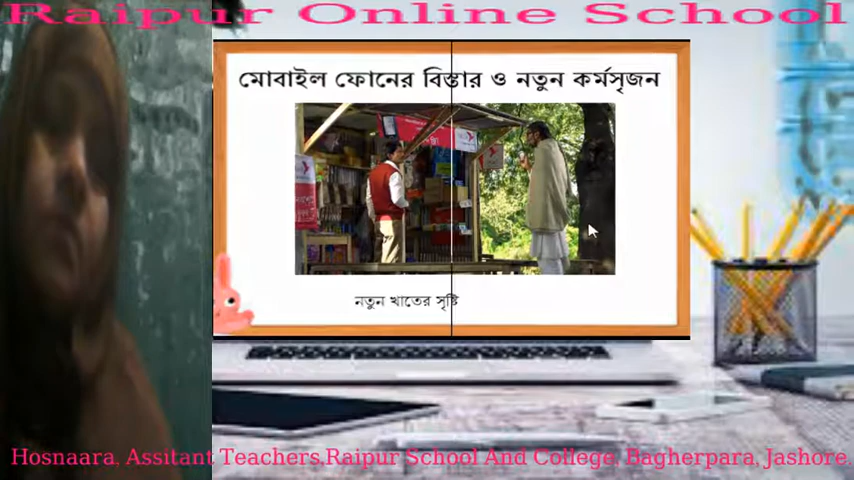 Raipur Online School
মোবাইল ফোনের বিস্তার ও নতুন কর্মসৃজন
নতুন খাতের সৃষ্টি
Hosnaara, Assitant Teachers,Raipur School And College, Bagherpara, Jashore.